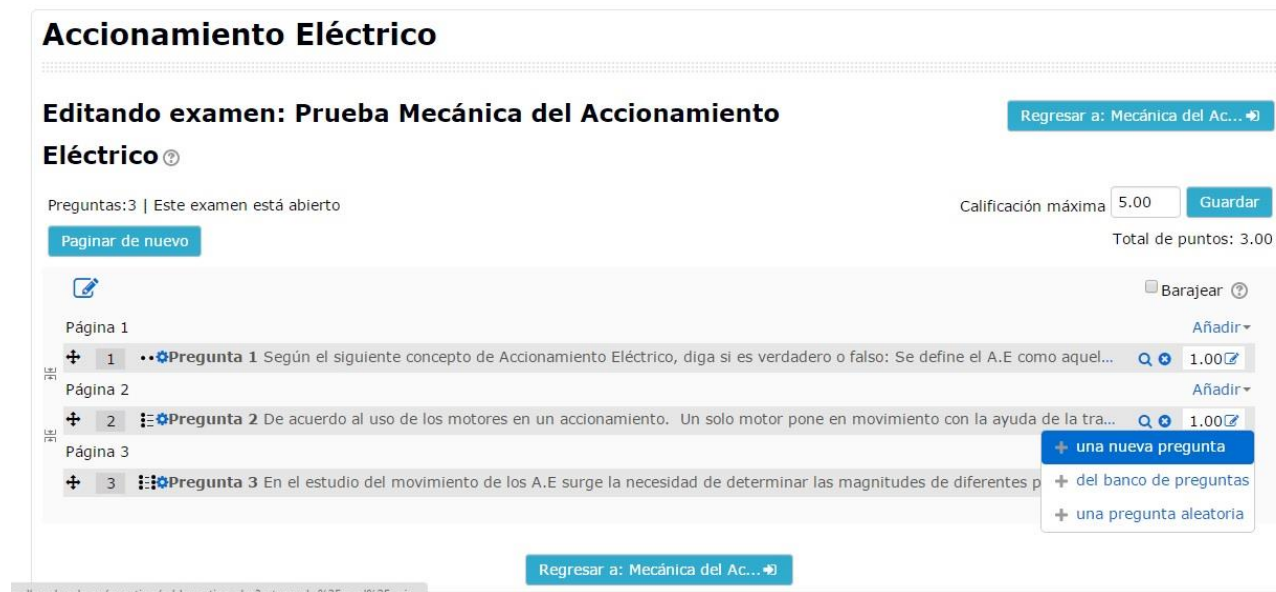 Accionamiento Eléctrico
Editando examen: Prueba Mecánica del Accionamiento
Eléctrico
Regresar a: Mecánica del Ac...
Preguntas:3 | Este examen está abierto
Calificación máxima 5.00 Guardar
Paginar de nuevo
Total de puntos: 3.00
Barajear
Página 1
Añadir
1 Pregunta 1 Según el siguiente concepto de Accionamiento Eléctrico, diga si es verdadero o falso: Se define el A.E como aquel... 1.00
Página 2
Añadir
2 Pregunta 2 De acuerdo al uso de los motores en un accionamiento. Un solo motor pone en movimiento con la ayuda de la tra... 1.00
Página 3
3 Pregunta 3 En el estudio del movimiento de los A.E surge la necesidad de determinar las magnitudes de diferentes p
+ una nueva pregunta
+ del banco de preguntas
+ una pregunta aleatoria
Regresar a: Mecánica del Ac...